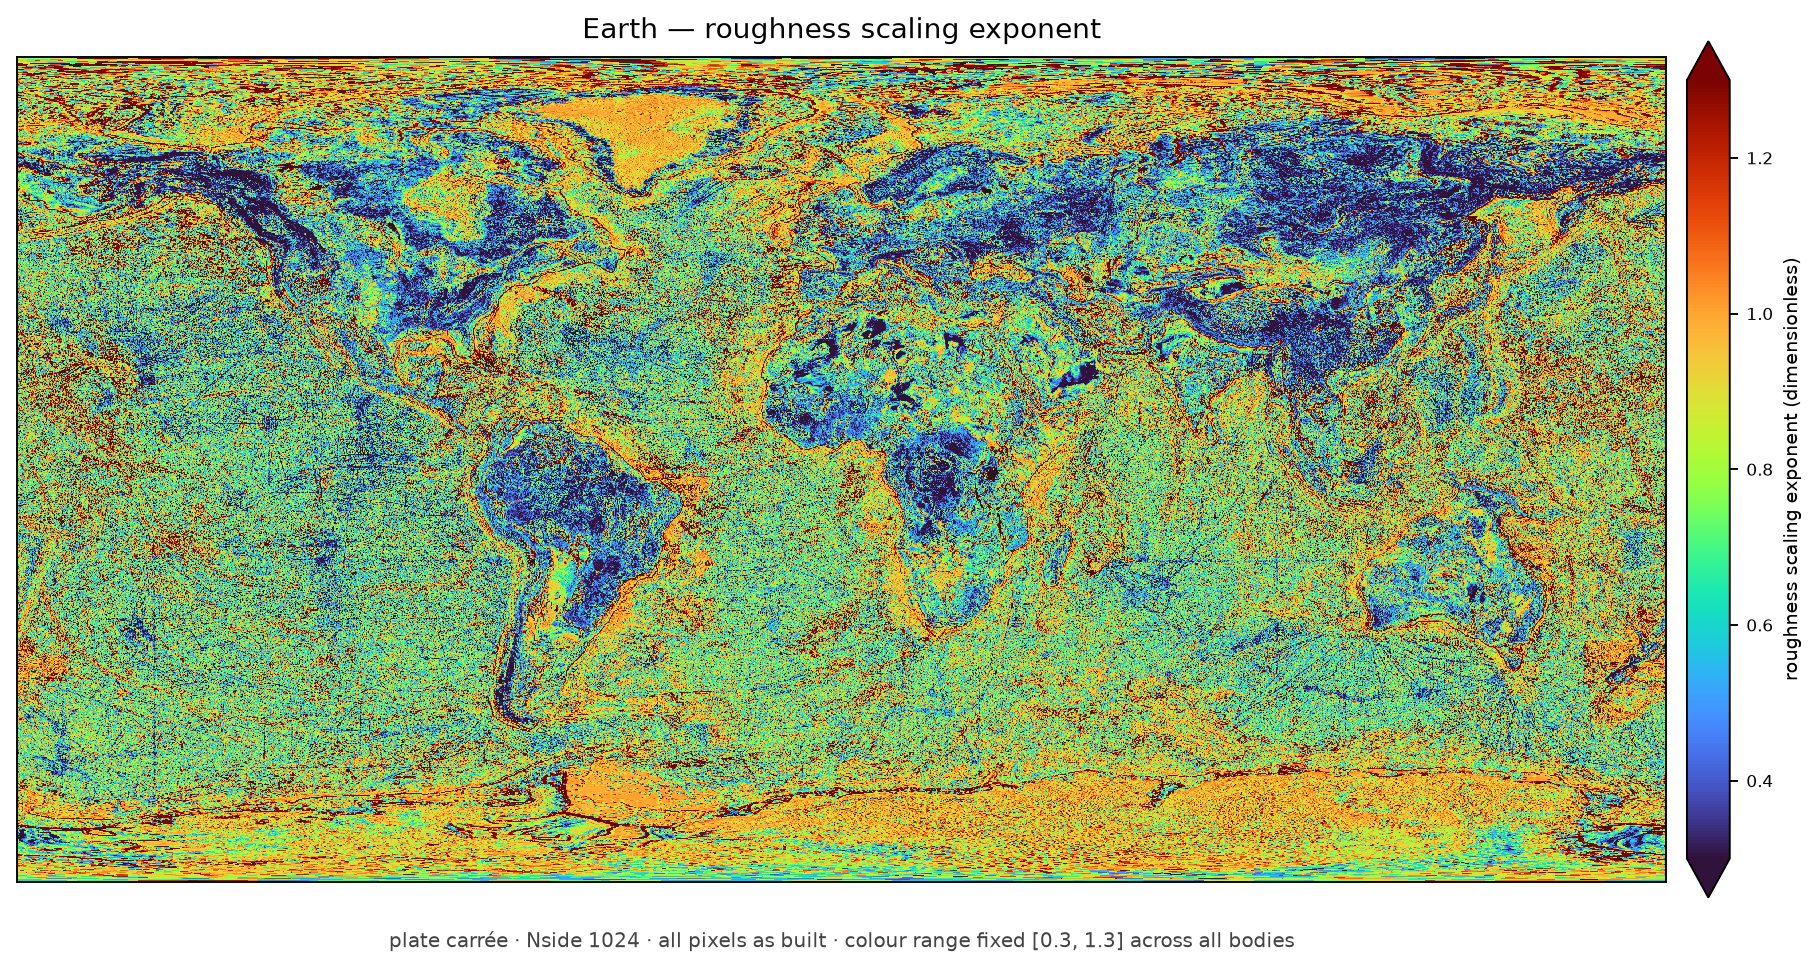 Earth — roughness scaling exponent
1.2
1.0
0.8
0.6
0.4
roughness scaling exponent (dimensionless)
plate carrée · Nside 1024 · all pixels as built · colour range fixed [0.3, 1.3] across all bodies